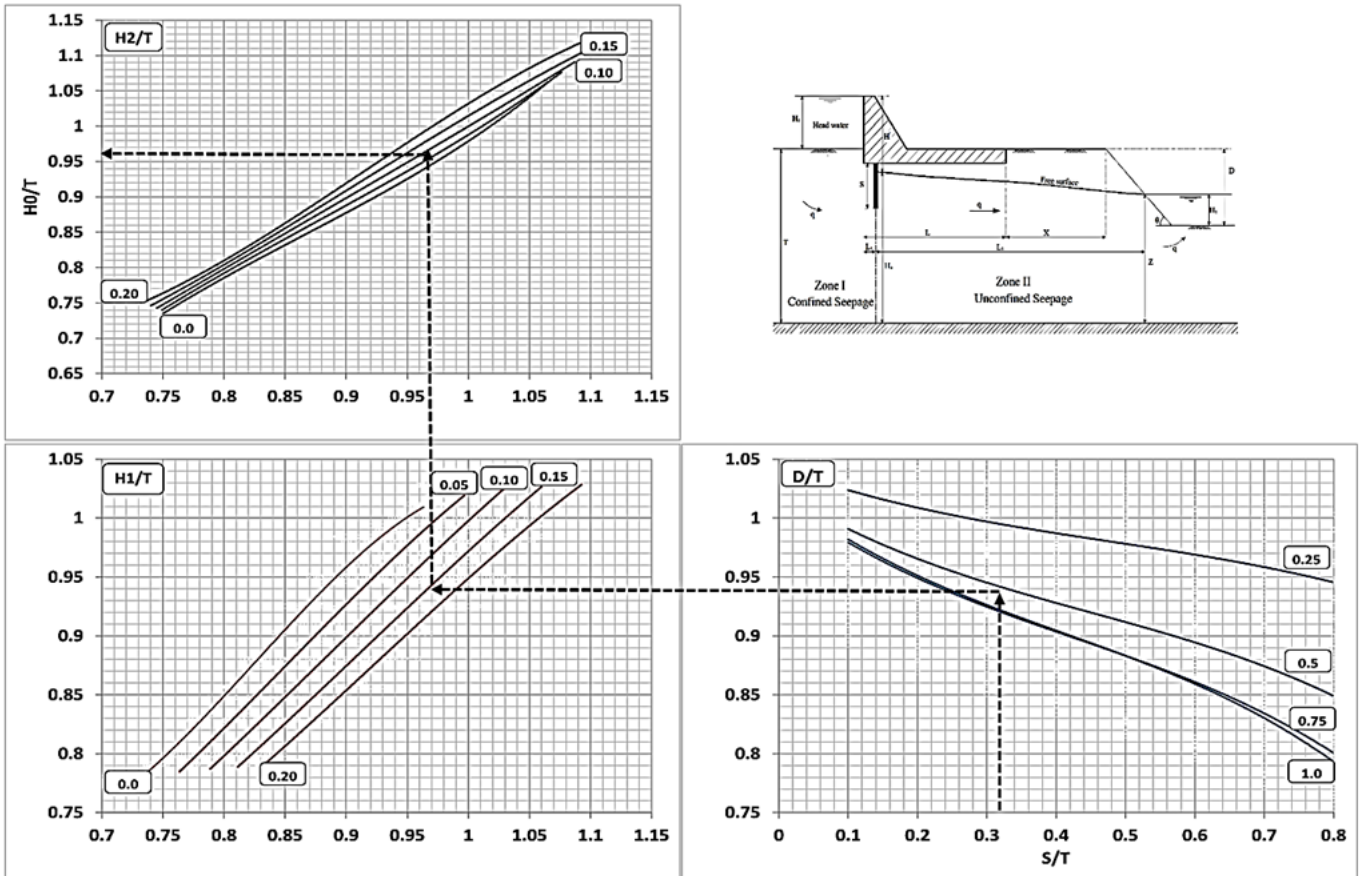 H2/T
H0/T
1.15
1.1
1.05
1
0.95
0.9
0.85
0.8
0.75
0.7
0.65
0.15
0.10
0.20
0.0
0.7 0.75 0.8 0.85 0.9 0.95 1 1.05 1.1 1.15
Head water
H
S
q
q
Free surface
D
θ
q
L
X
T
Z
Zone I
Confined Seepage
Zone II
Unconfined Seepage
H1/T
1.05
1
0.95
0.9
0.85
0.8
0.75
0.05
0.10
0.15
0.0
0.20
0.7 0.75 0.8 0.85 0.9 0.95 1 1.05 1.1 1.15
D/T
1.05
1
0.95
0.9
0.85
0.8
0.75
0.25
0.5
0.75
1.0
0 0.1 0.2 0.3 0.4 0.5 0.6 0.7 0.8
S/T